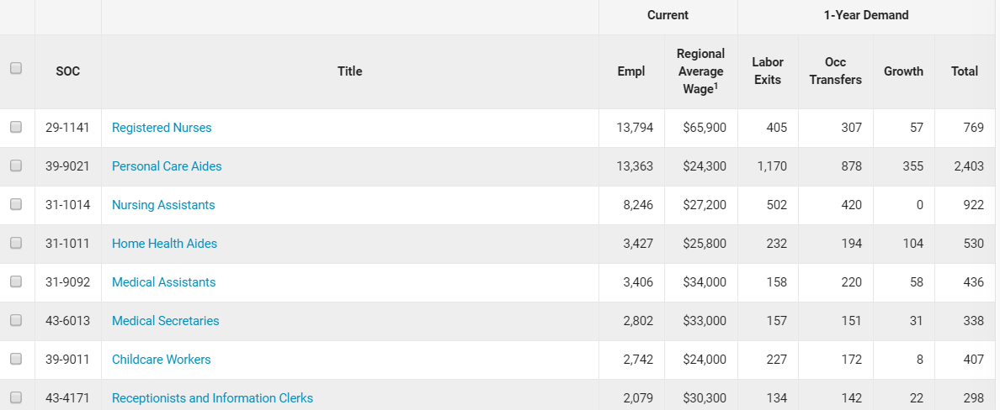 Current 1-Year Demand
SOC Title Empl Regional Average Wage1 Labor Exits Occ Transfers Growth Total
29-1141 Registered Nurses 13,794 $65,900 405 307 57 769
39-9021 Personal Care Aides 13,363 $24,300 1,170 878 355 2,403
31-1014 Nursing Assistants 8,246 $27,200 502 420 0 922
31-1011 Home Health Aides 3,427 $25,800 232 194 104 530
31-9092 Medical Assistants 3,406 $34,000 158 220 58 436
43-6013 Medical Secretaries 2,802 $33,000 157 151 31 338
39-9011 Childcare Workers 2,742 $24,000 227 172 8 407
43-4171 Receptionists and Information Clerks 2,079 $30,300 134 142 22 298